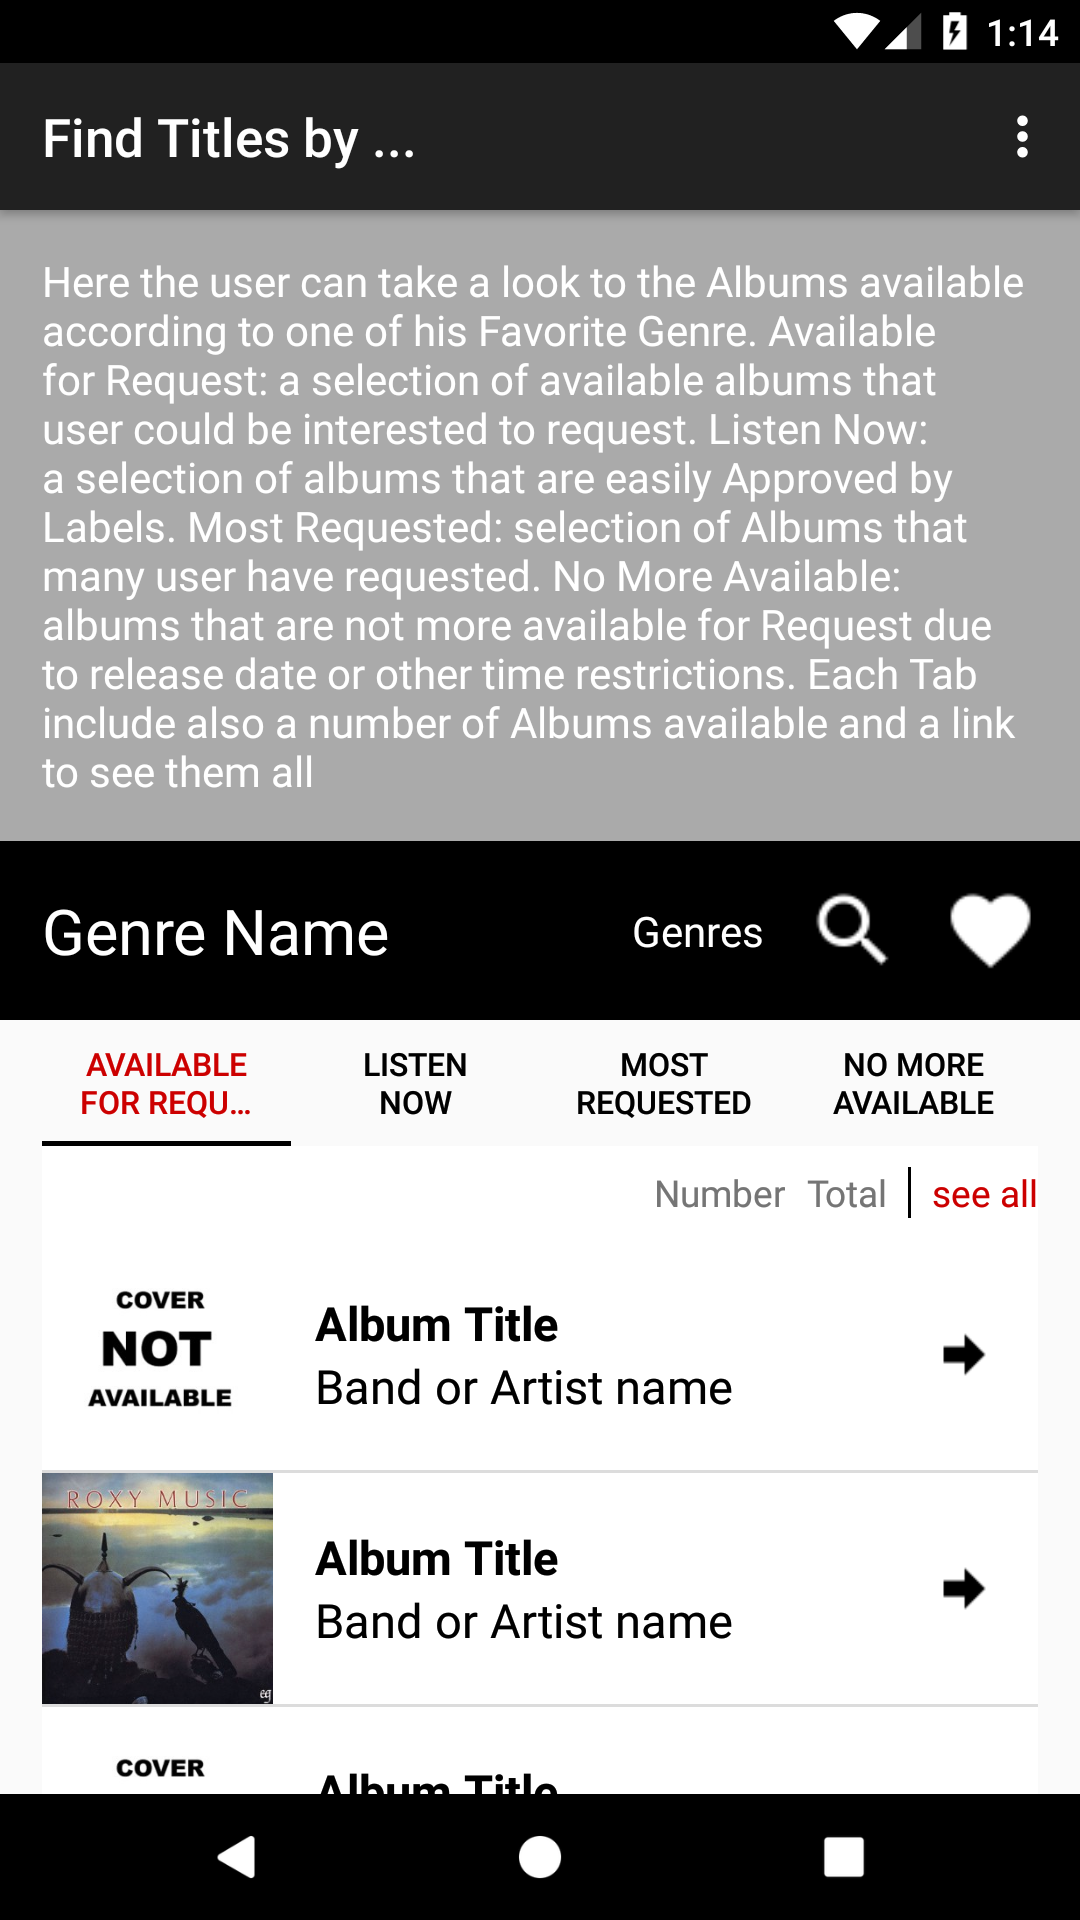 1:14
Find Titles by ...
Here the user can take a look to the Albums available
according to one of his Favorite Genre. Available
for Request: a selection of available albums that
user could be interested to request. Listen Now:
a selection of albums that are easily Approved by
Labels. Most Requested: selection of Albums that
many user have requested. No More Available:
albums that are not more available for Request due
to release date or other time restrictions. Each Tab
include also a number of Albums available and a link
to see them all
Genre Name Genres
AVAILABLE
FOR REQU...
LISTEN
NOW
MOST
REQUESTED
NO MORE
AVAILABLE
Number Total see all
COVER
NOT
AVAILABLE
Album Title
Band or Artist name
ROXY MUSIC
eg
Album Title
Band or Artist name
COVER
Album Title